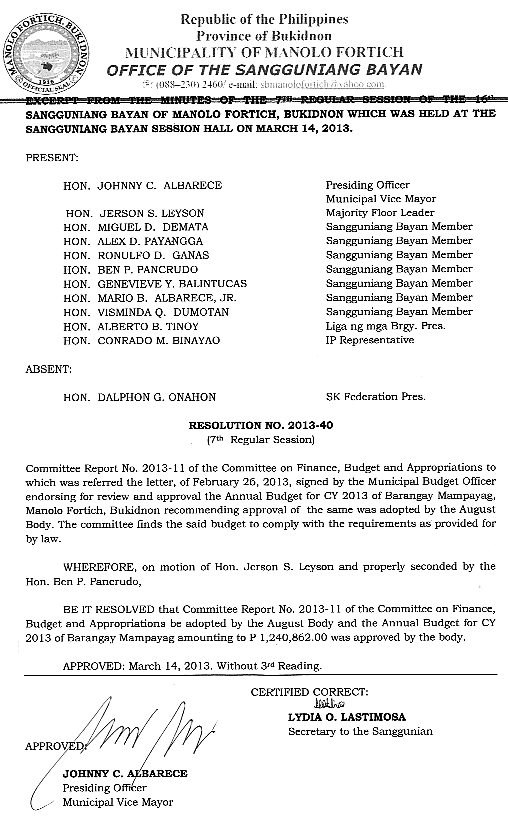 Republic of the Philippines
Province of Bukidnon
MUNICIPALITY OF MANOLO FORTICH
OFFICE OF THE SANGGUNIANG BAYAN
(088-230) 2460/ e-mail: sbmanolofortich@yahoo.com
EXCERPT FROM THE MINUTES OF THE 7th REGULAR SESSION OF THE 16th
SANGGUNIANG BAYAN OF MANOLO FORTICH, BUKIDNON WHICH WAS HELD AT THE
SANGGUNIANG BAYAN SESSION HALL ON MARCH 14, 2013.
PRESENT:
HON. JOHNNY C. ALBARECE Presiding Officer
Municipal Vice Mayor
HON. JERSON S. LEYSON Majority Floor Leader
HON. MIGUEL D. DEMATA Sangguniang Bayan Member
HON. ALEX D. PAYANGGA Sangguniang Bayan Member
HON. RONULFO D. GANAS Sangguniang Bayan Member
HON. BEN P. PANCRUDO Sangguniang Bayan Member
HON. GENEVIEVE Y. BALINTUCAS Sangguniang Bayan Member
HON. MARIO B. ALBARECE, JR. Sangguniang Bayan Member
HON. VISMINDA Q. DUMOTAN Sangguniang Bayan Member
HON. ALBERTO B. TINOY Liga ng mga Brgy. Pres.
HON. CONRADO M. BINAYAO IP Representative
ABSENT:
HON. DALPHON G. ONAHON SK Federation Pres.
RESOLUTION NO. 2013-40
(7th Regular Session)
Committee Report No. 2013-11 of the Committee on Finance, Budget and Appropriations to
which was referred the letter, of February 26, 2013, signed by the Municipal Budget Officer
endorsing for review and approval the Annual Budget for CY 2013 of Barangay Mampayag,
Manolo Fortich, Bukidnon recommending approval of the same was adopted by the August
Body. The committee finds the said budget to comply with the requirements as provided for
by law.
WHEREFORE, on motion of Hon. Jerson S. Leyson and properly seconded by the
Hon. Ben P. Pancrudo,
BE IT RESOLVED that Committee Report No. 2013-11 of the Committee on Finance,
Budget and Appropriations be adopted by the August Body and the Annual Budget for CY
2013 of Barangay Mampayag amounting to P 1,240,862.00 was approved by the body.
APPROVED: March 14, 2013. Without 3rd Reading.
CERTIFIED CORRECT:
LYDIA O. LASTIMOSA
Secretary to the Sanggunian
APPROVED:
JOHNNY C. ALBARECE
Presiding Officer
Municipal Vice Mayor
MANOLO FORTICH, BUKIDNON
OFFICIAL SEAL